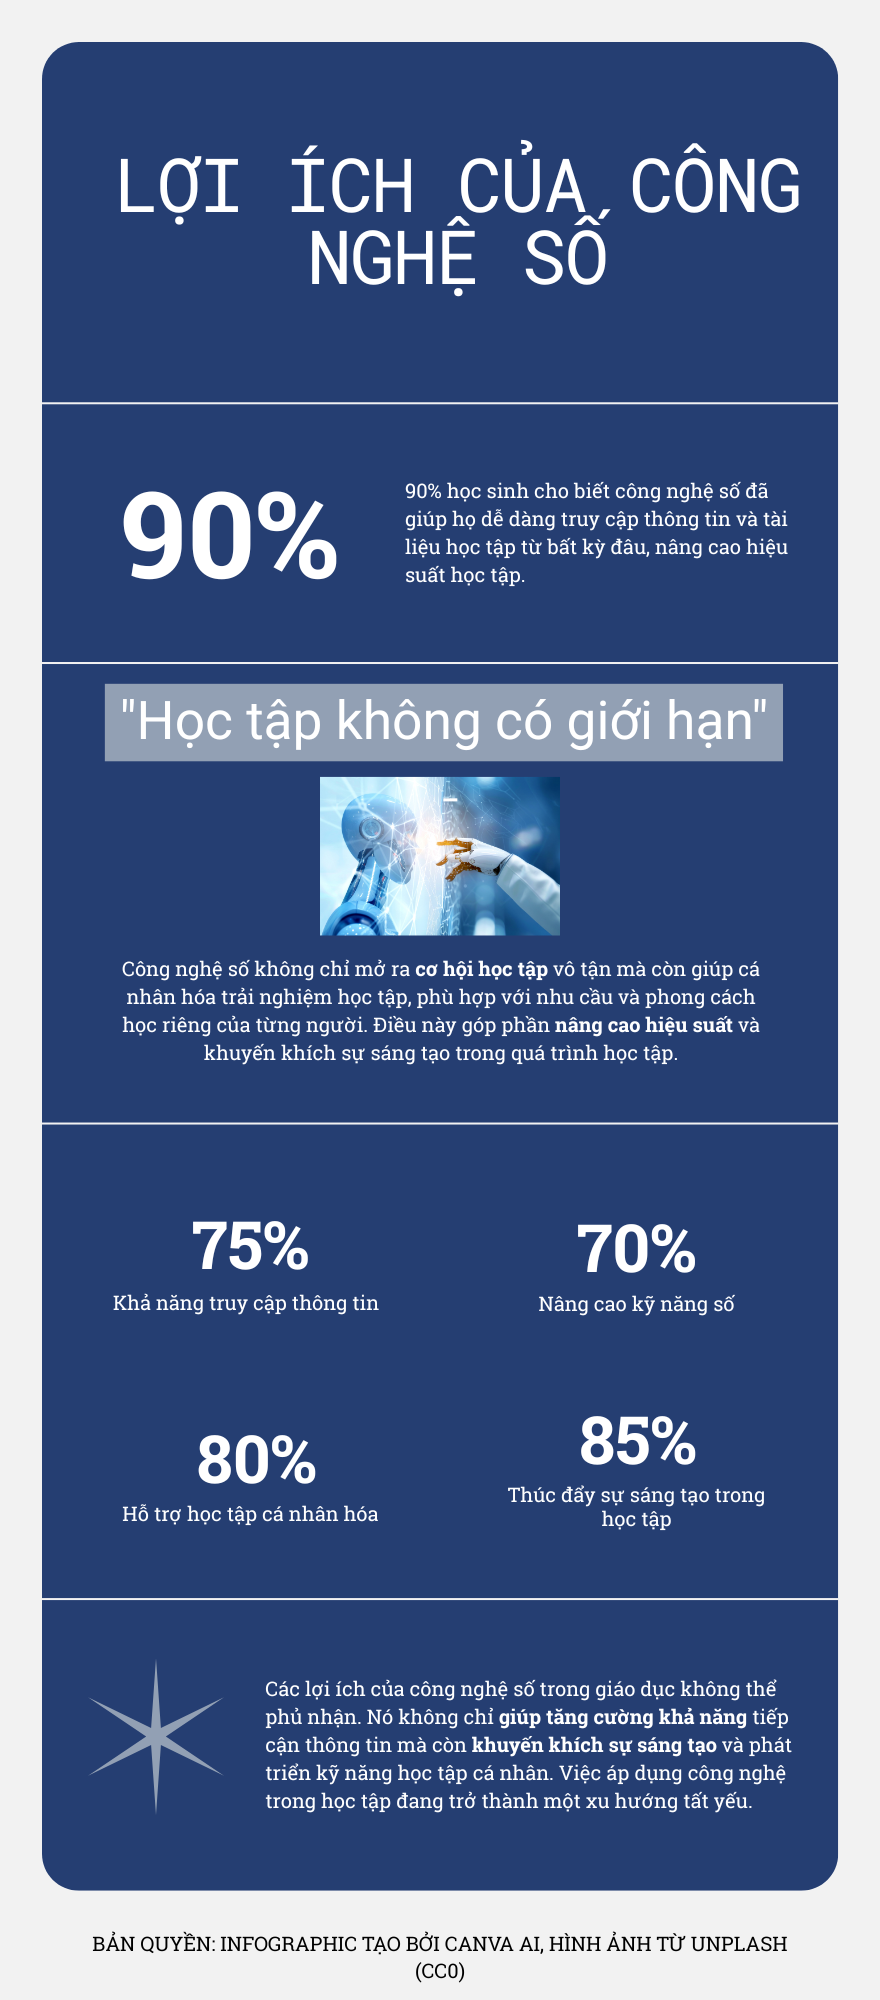 LỢI ÍCH CỦA CÔNG
NGHỆ SỐ
90%
90% học sinh cho biết công nghệ số đã
giúp họ dễ dàng truy cập thông tin và tài
liệu học tập từ bất kỳ đâu, nâng cao hiệu
suất học tập.
"Học tập không có giới hạn"
Công nghệ số không chỉ mở ra cơ hội học tập vô tận mà còn giúp cá
nhân hóa trải nghiệm học tập, phù hợp với nhu cầu và phong cách
học riêng của từng người. Điều này góp phần nâng cao hiệu suất và
khuyến khích sự sáng tạo trong quá trình học tập.
75%
Khả năng truy cập thông tin
70%
Nâng cao kỹ năng số
80%
Hỗ trợ học tập cá nhân hóa
85%
Thúc đẩy sự sáng tạo trong
học tập
Các lợi ích của công nghệ số trong giáo dục không thể
phủ nhận. Nó không chỉ giúp tăng cường khả năng tiếp
cận thông tin mà còn khuyến khích sự sáng tạo và phát
triển kỹ năng học tập cá nhân. Việc áp dụng công nghệ
trong học tập đang trở thành một xu hướng tất yếu.
BẢN QUYỀN: INFOGRAPHIC TẠO BỞI CANVA AI, HÌNH ẢNH TỪ UNPLASH
(CC0)